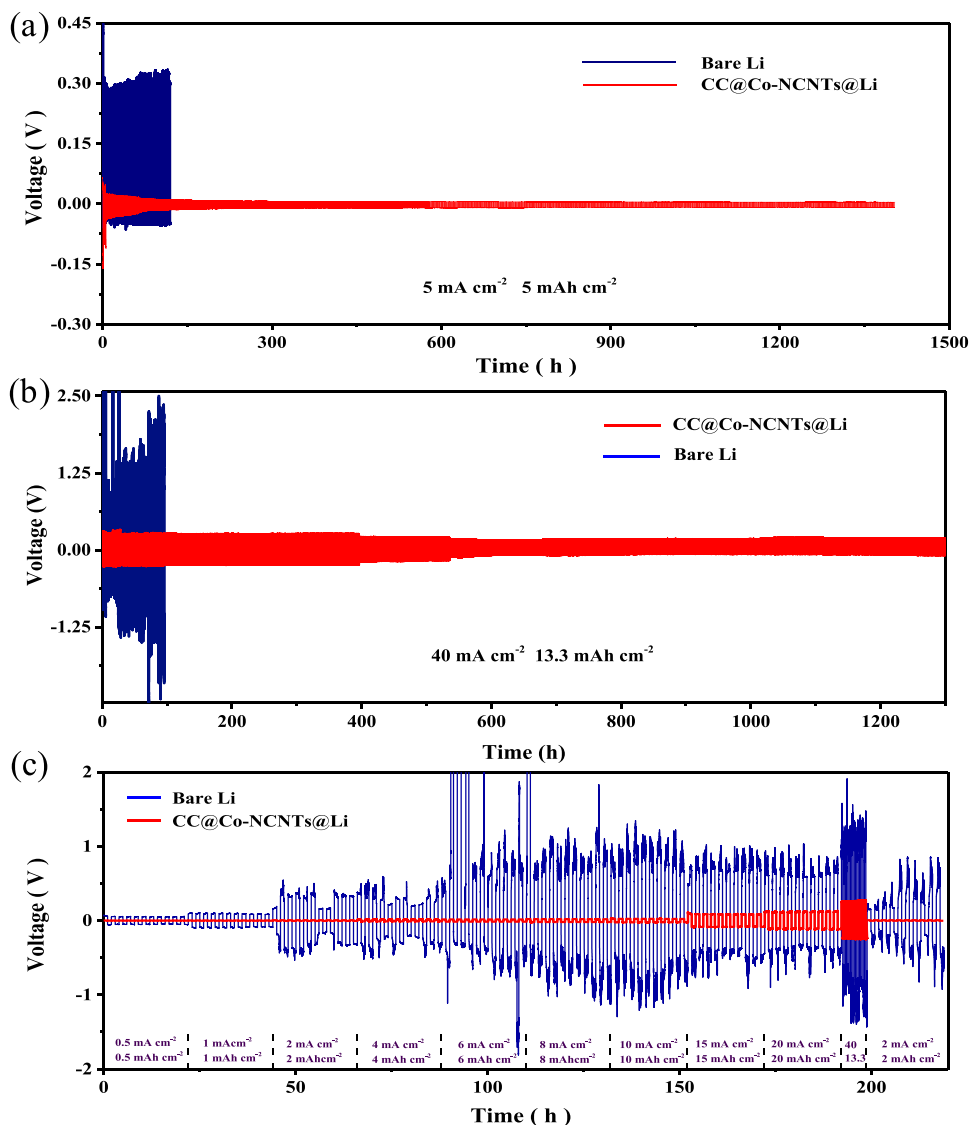 (a)
0.45
0.30
0.15
0.00
-0.15
-0.30
Voltage ( V )
Bare Li
CC@Co-NCNTs@Li
5 mA cm⁻² 5 mAh cm⁻²
0 300 600 900 1200 1500
Time ( h )
(b)
2.50
1.25
0.00
-1.25
Voltage (V)
CC@Co-NCNTs@Li
Bare Li
40 mA cm⁻² 13.3 mAh cm⁻²
0 200 400 600 800 1000 1200
Time (h)
(c)
2
1
0
-1
-2
Voltage ( V )
Bare Li
CC@Co-NCNTs@Li
0.5 mA cm⁻² 1 mAcm⁻² 2 mA cm⁻² 4 mA cm⁻² 6 mA cm⁻² 8 mA cm⁻² 10 mA cm⁻² 15 mA cm⁻² 20 mA cm⁻² 40 2 mA cm⁻²
0.5 mAh cm⁻² 1 mAh cm⁻² 2 mAhcm⁻² 4 mAh cm⁻² 6 mAh cm⁻² 8 mAhcm⁻² 10 mAh cm⁻² 15 mAh cm⁻² 20 mAh cm⁻² 13.3 2 mAh cm⁻²
0 50 100 150 200
Time ( h )